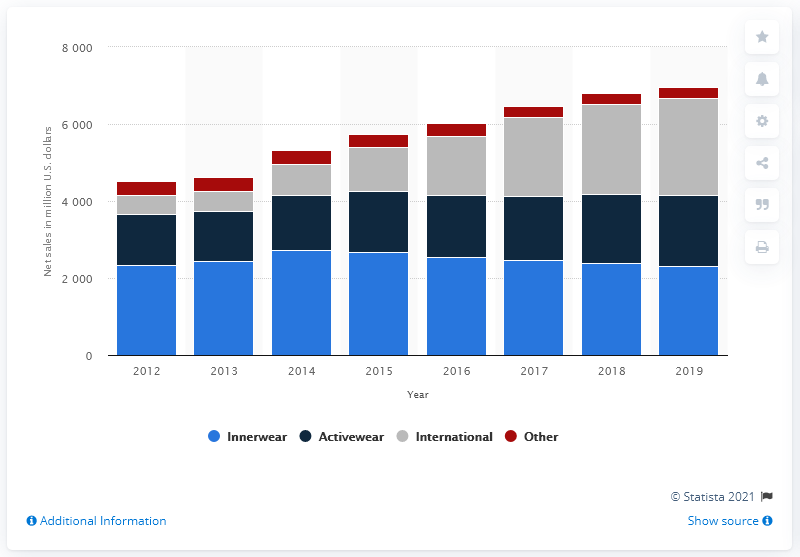 8 000
6 000
4 000
2 000
0
Net sales in million U.S. dollars
2012 2013 2014 2015 2016 2017 2018 2019
Year
Innerwear Activewear International Other
© Statista 2021
Additional Information Show source